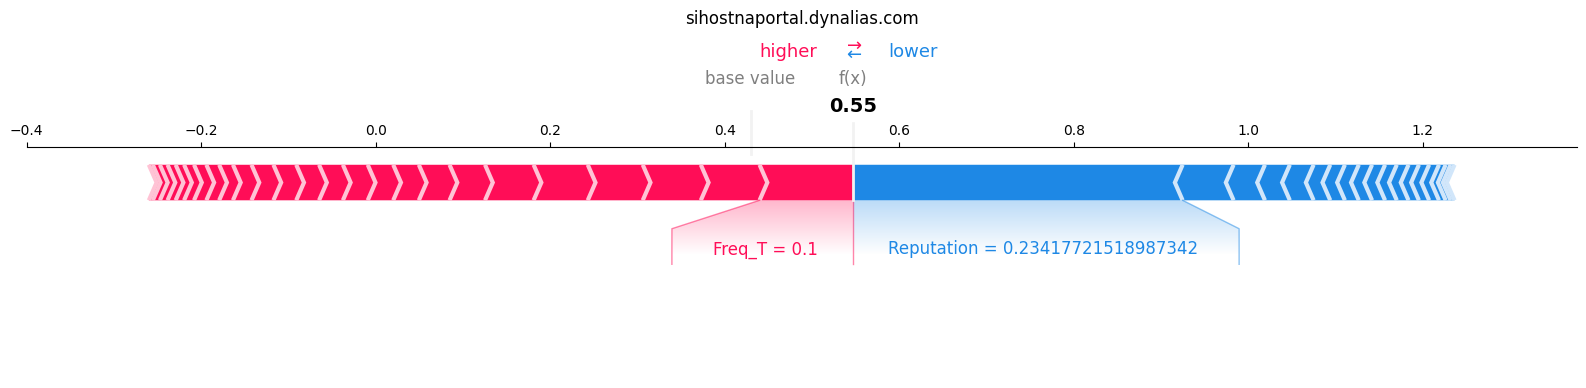 sihostnaportal.dynalias.com
higher → ← lower
base value f(x)
0.55
−0.4 −0.2 0.0 0.2 0.4 0.6 0.8 1.0 1.2
Freq_T = 0.1 Reputation = 0.23417721518987342